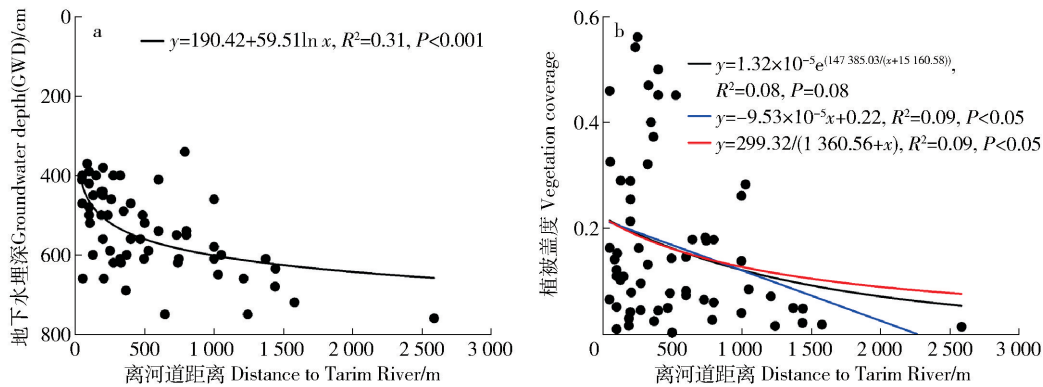 a
y=190.42+59.51ln x, R²=0.31, P<0.001
地下水埋深Groundwater depth(GWD)/cm
0
200
400
600
800
0
500
1 000
1 500
2 000
2 500
3 000
离河道距离 Distance to Tarim River/m
b
y=1.32×10⁻⁵e^(147 385.03/(x+15 160.58)),
R²=0.08, P=0.08
y=−9.53×10⁻⁵x+0.22, R²=0.09, P<0.05
y=299.32/(1 360.56+x), R²=0.09, P<0.05
植被盖度 Vegetation coverage
0.6
0.4
0.2
0
500
1 000
1 500
2 000
2 500
3 000
离河道距离 Distance to Tarim River/m